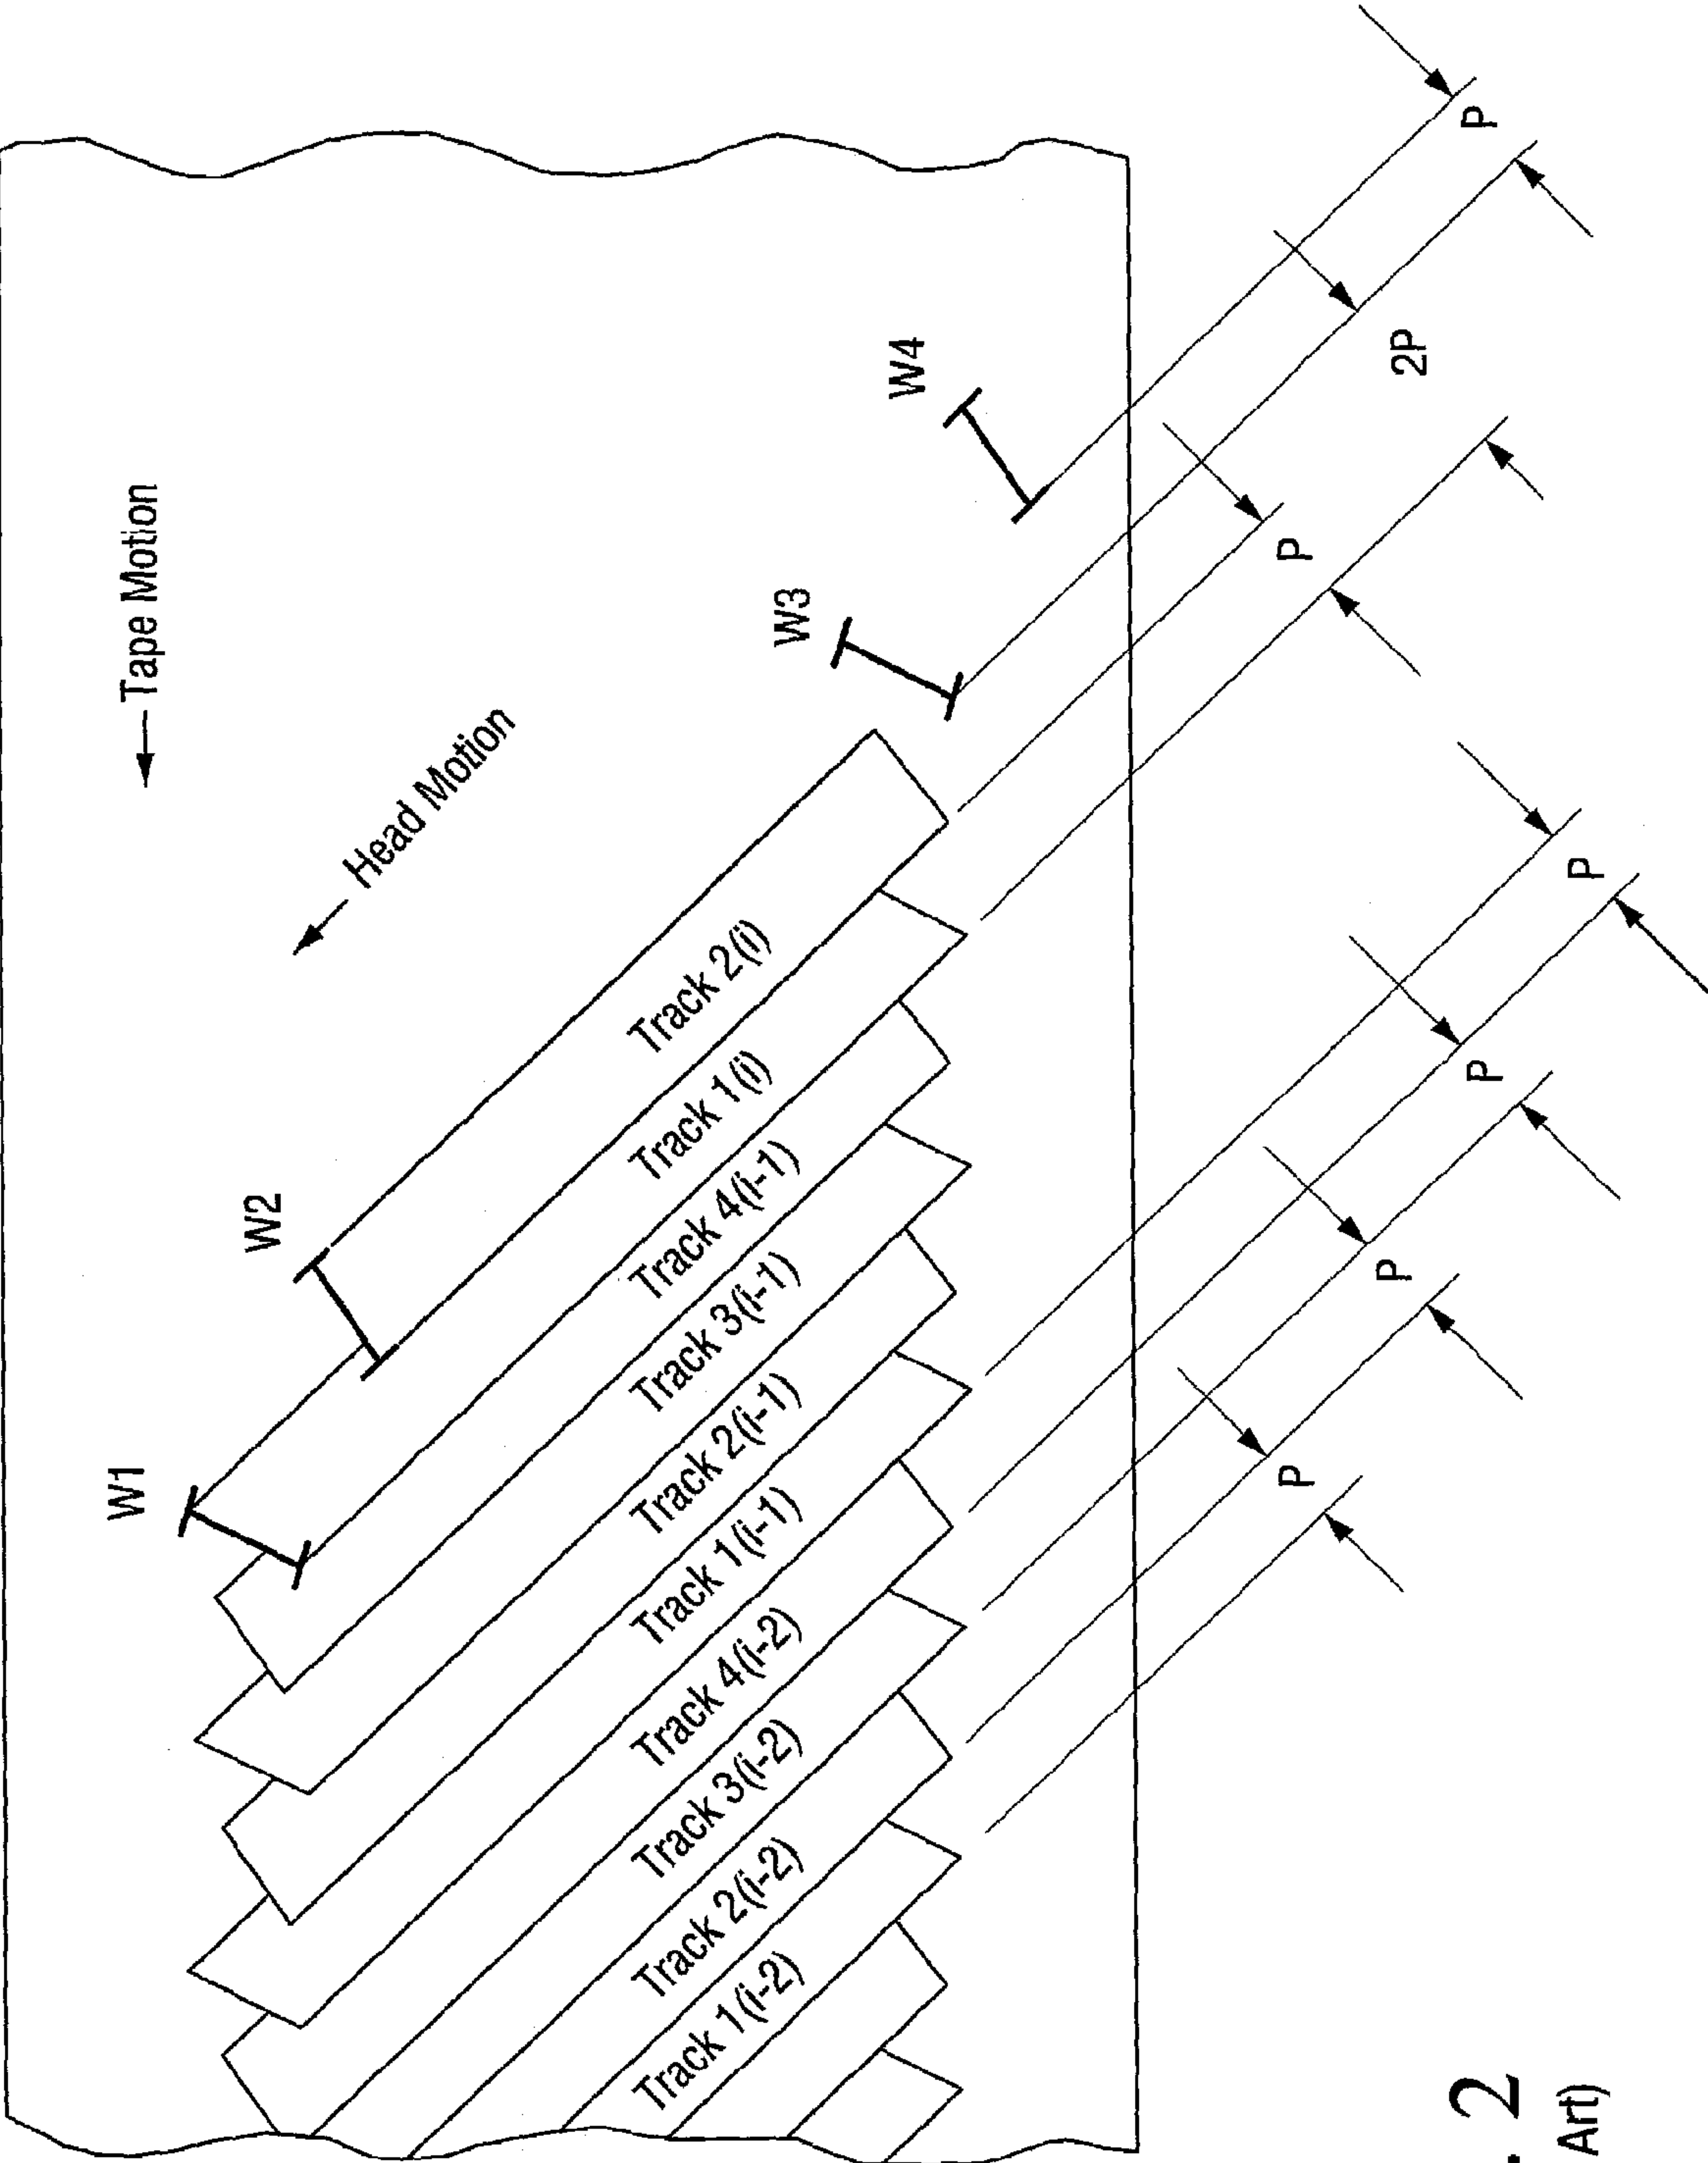 Tape Motion
Head Motion
W1
W2
W3
W4
Track 2(i)
Track 1(i)
Track 4(i-1)
Track 3(i-1)
Track 2(i-1)
Track 1(i-1)
Track 4(i-2)
Track 3(i-2)
Track 2(i-2)
Track 1(i-2)
P
P
P
P
P
2P
P
. 2
Art)